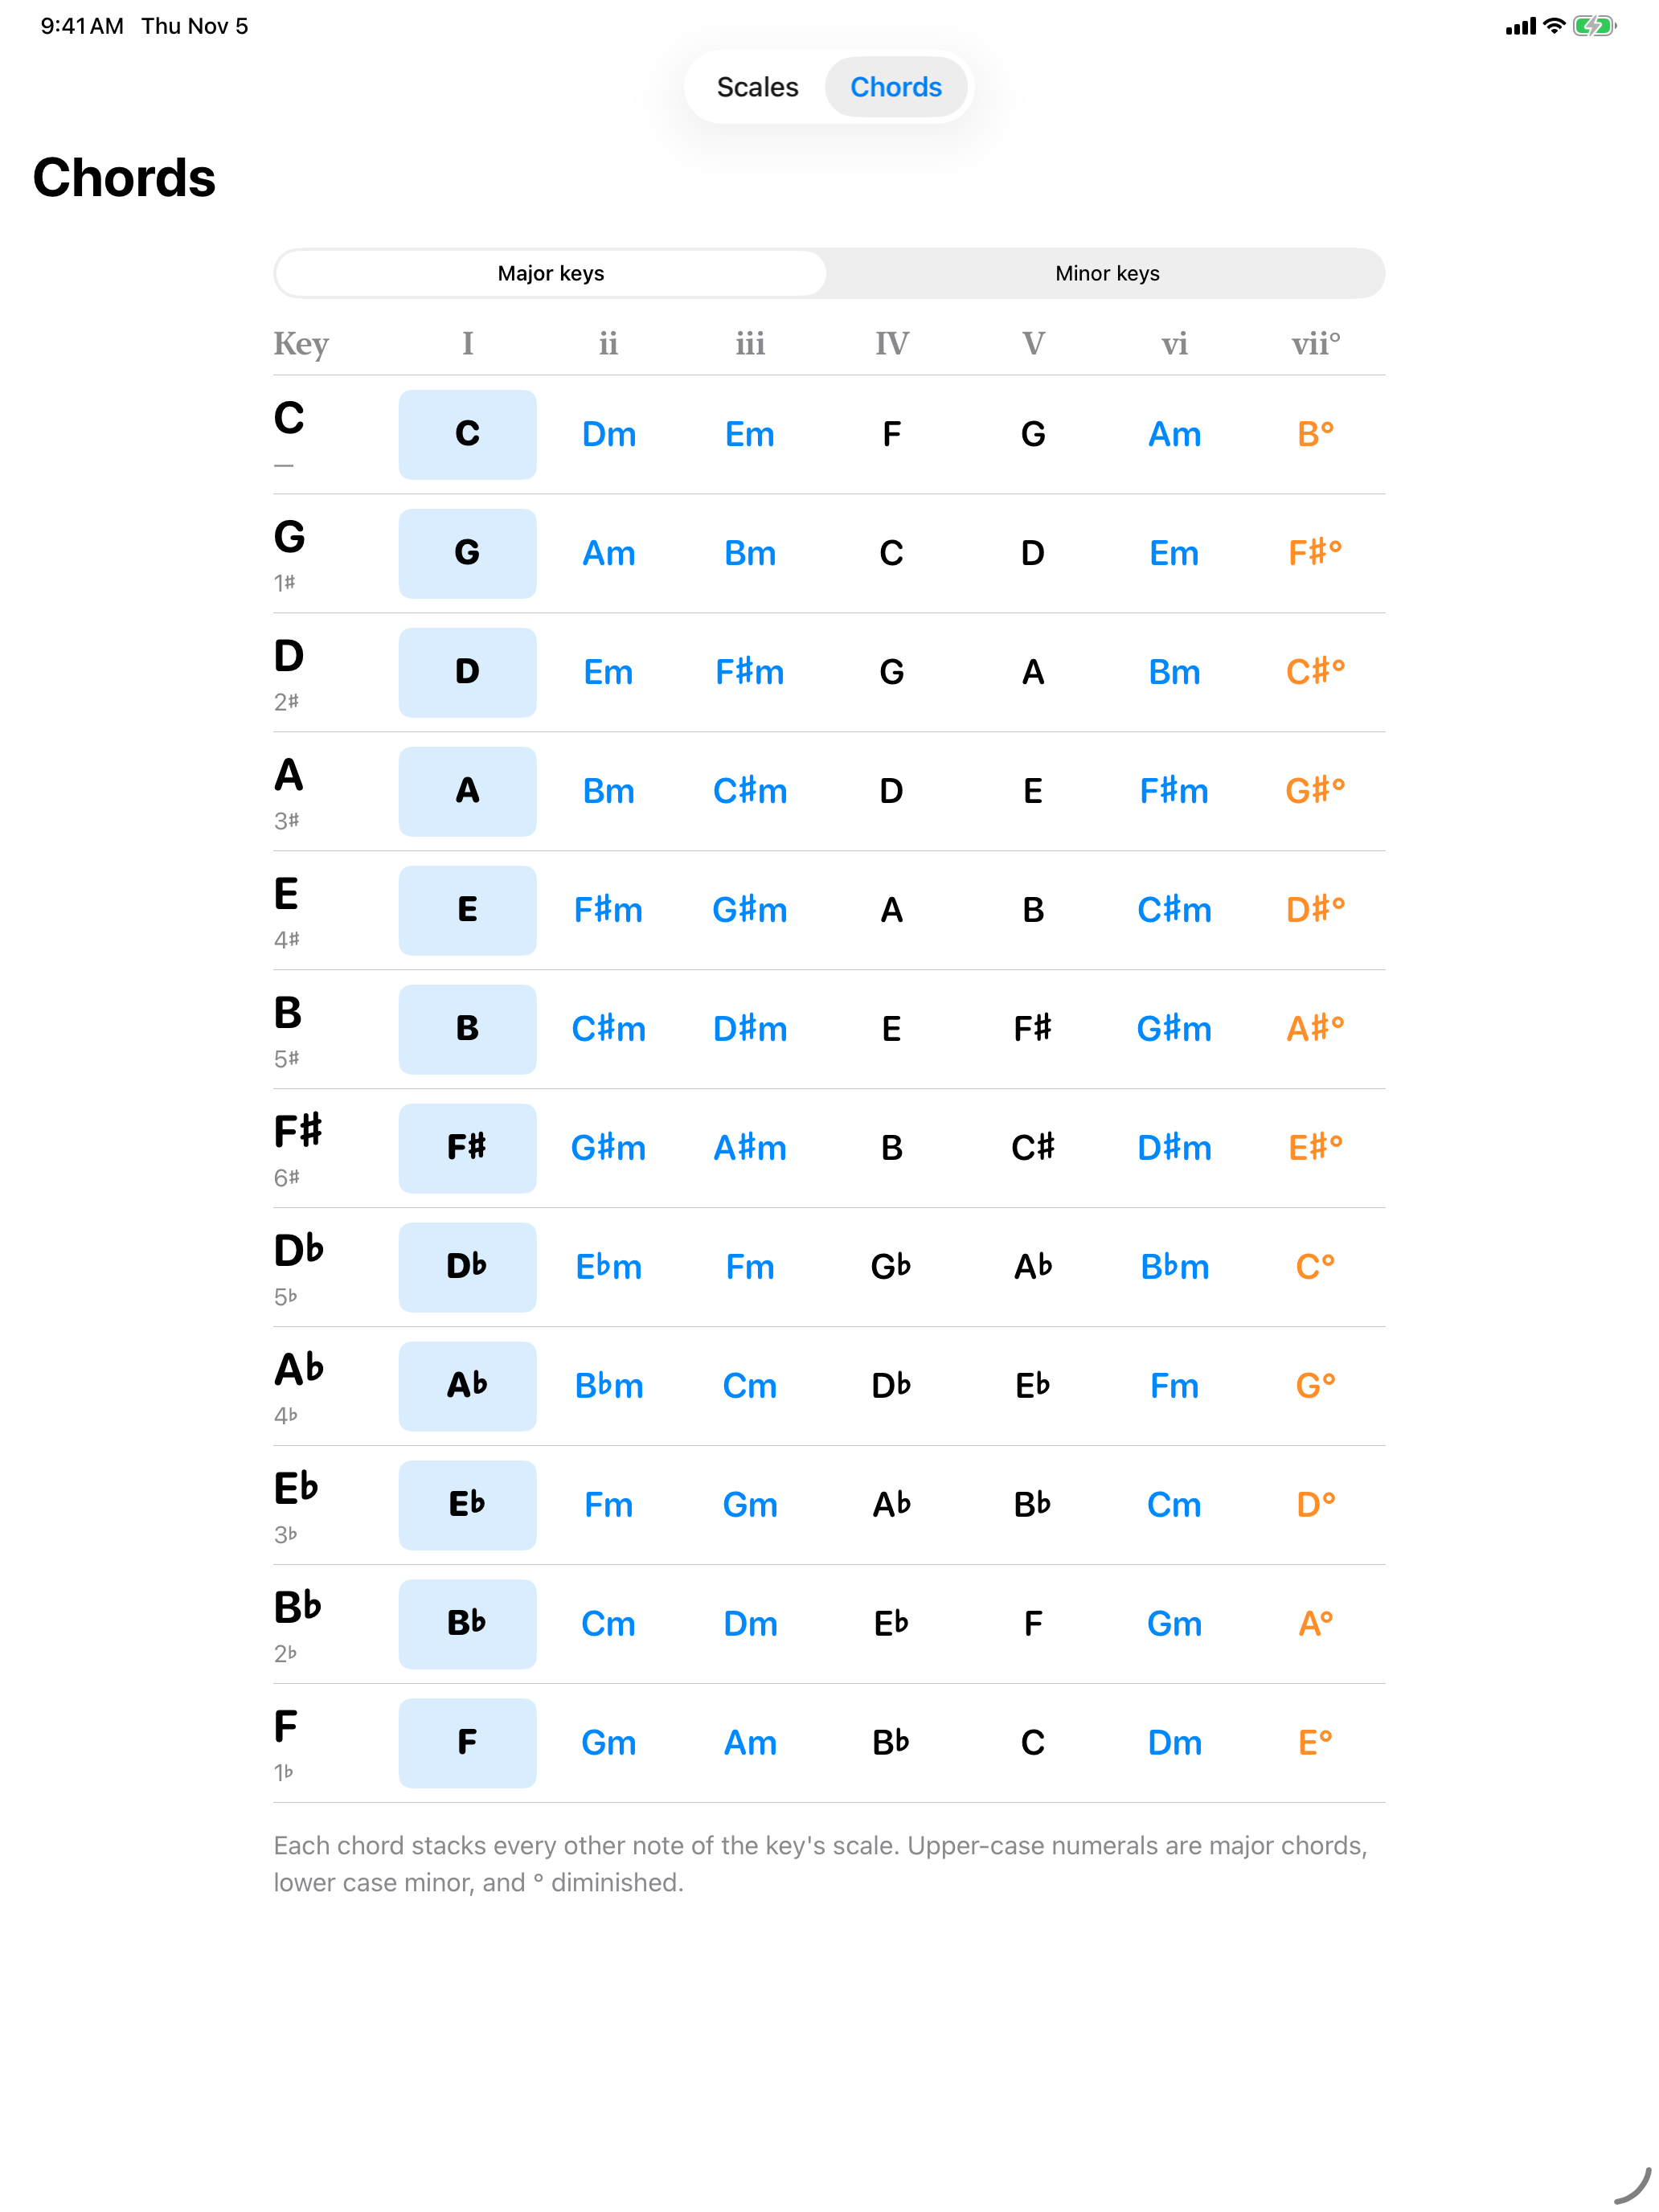 9:41 AM Thu Nov 5
Scales Chords
Chords
Major keys Minor keys
Key I ii iii IV V vi vii°
C C Dm Em F G Am B°
—
G G Am Bm C D Em F♯°
1♯
D D Em F♯m G A Bm C♯°
2♯
A A Bm C♯m D E F♯m G♯°
3♯
E E F♯m G♯m A B C♯m D♯°
4♯
B B C♯m D♯m E F♯ G♯m A♯°
5♯
F♯ F♯ G♯m A♯m B C♯ D♯m E♯°
6♯
D♭ D♭ E♭m Fm G♭ A♭ B♭m C°
5♭
A♭ A♭ B♭m Cm D♭ E♭ Fm G°
4♭
E♭ E♭ Fm Gm A♭ B♭ Cm D°
3♭
B♭ B♭ Cm Dm E♭ F Gm A°
2♭
F F Gm Am B♭ C Dm E°
1♭
Each chord stacks every other note of the key's scale. Upper-case numerals are major chords,
lower case minor, and ° diminished.